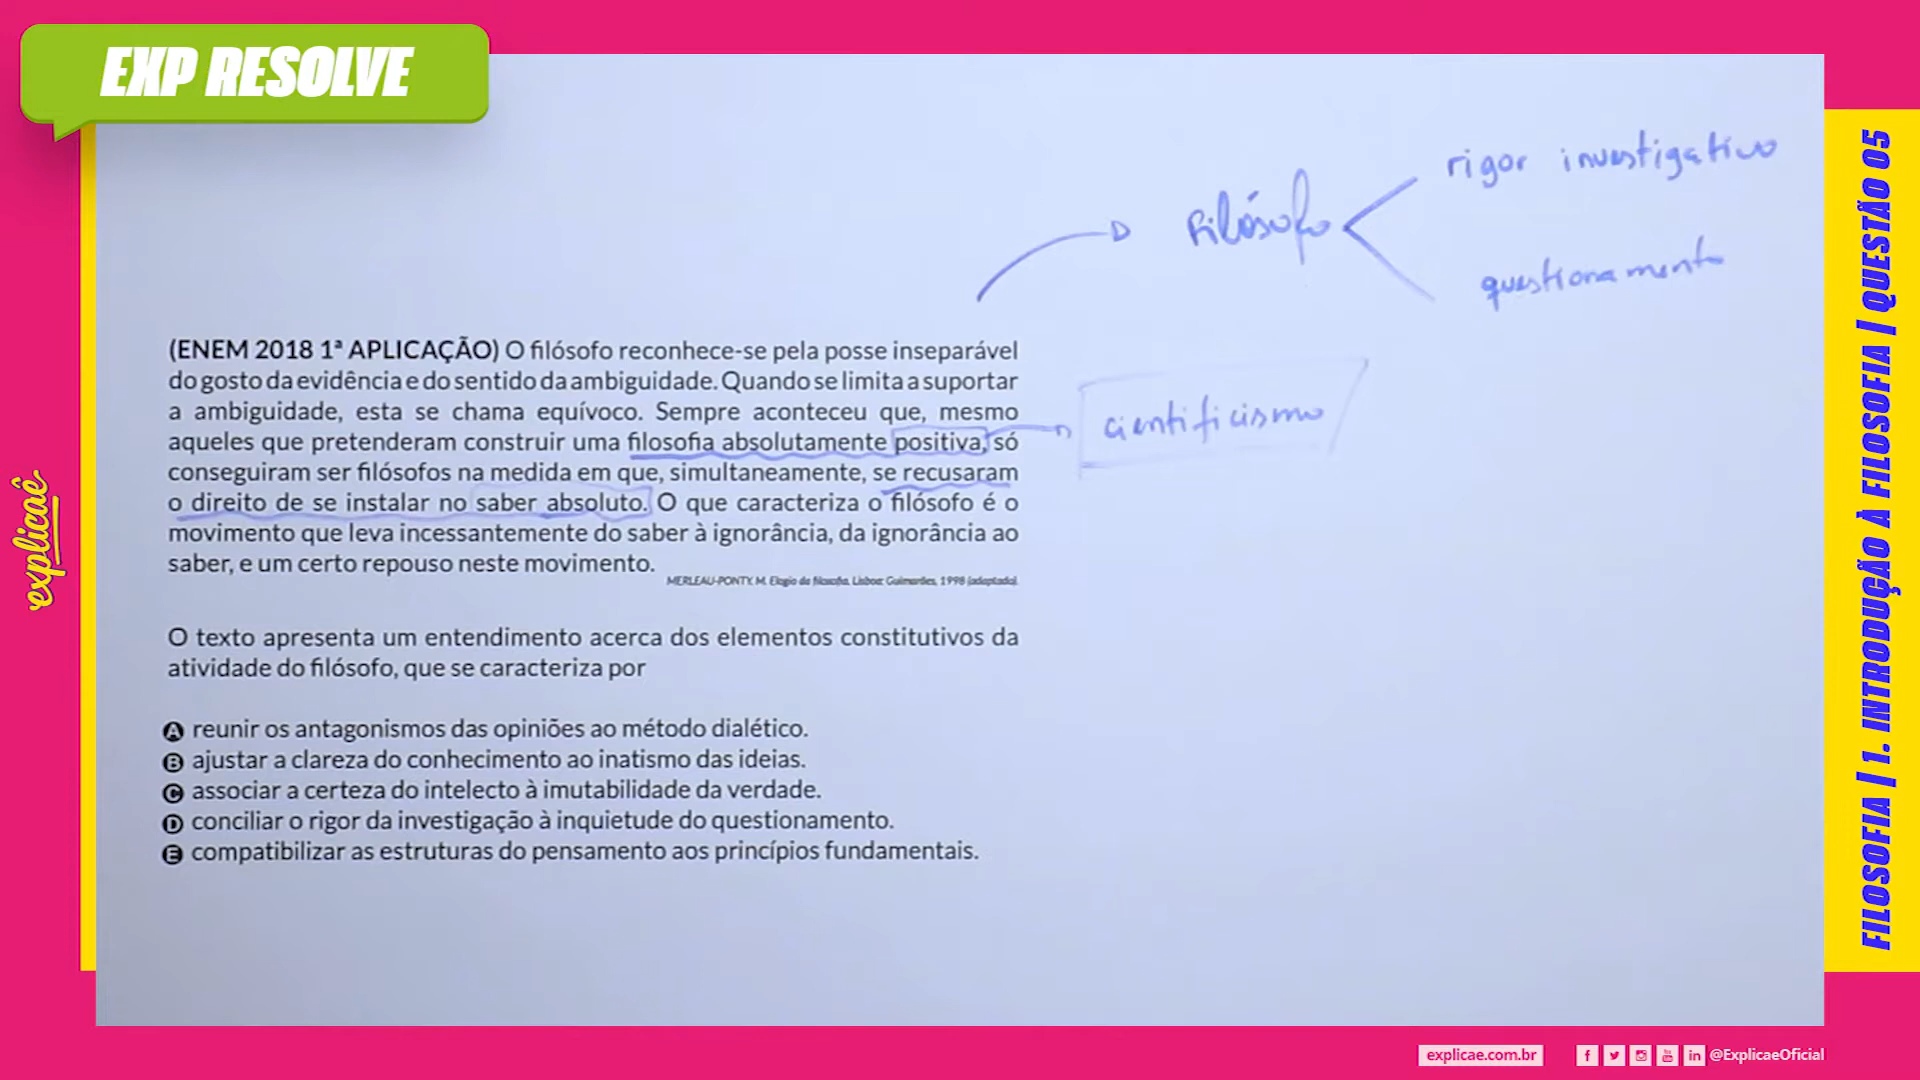 EXP RESOLVE
rigor investigativo
Filósofo
questionamento
(ENEM 2018 1ª APLICAÇÃO) O filósofo reconhece-se pela posse inseparável
do gosto da evidência e do sentido da ambiguidade. Quando se limita a suportar
a ambiguidade, esta se chama equívoco. Sempre aconteceu que, mesmo
aqueles que pretenderam construir uma filosofia absolutamente positiva, só
conseguiram ser filósofos na medida em que, simultaneamente, se recusaram
o direito de se instalar no saber absoluto. O que caracteriza o filósofo é o
movimento que leva incessantemente do saber à ignorância, da ignorância ao
saber, e um certo repouso neste movimento.
MERLEAU-PONTY, M. Elogio da filosofia. Lisboa: Guimarães, 1998 (adaptado).
cientificismo
O texto apresenta um entendimento acerca dos elementos constitutivos da
atividade do filósofo, que se caracteriza por
A reunir os antagonismos das opiniões ao método dialético.
B ajustar a clareza do conhecimento ao inatismo das ideias.
C associar a certeza do intelecto à imutabilidade da verdade.
D conciliar o rigor da investigação à inquietude do questionamento.
E compatibilizar as estruturas do pensamento aos princípios fundamentais.
explicaê
FILOSOFIA | 1. INTRODUÇÃO À FILOSOFIA | QUESTÃO 05
explicae.com.br
@ExplicaeOficial